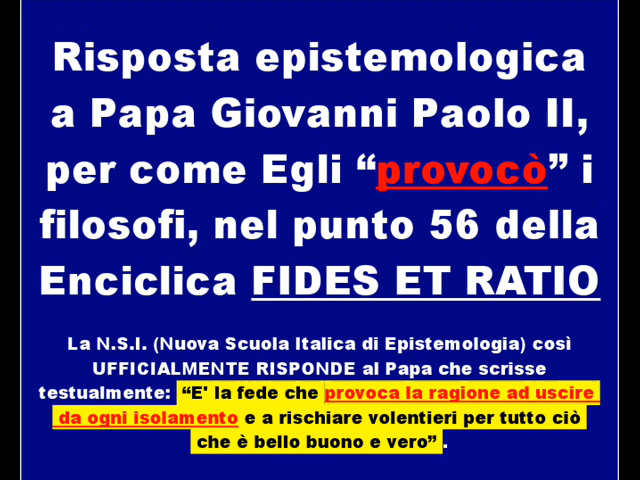 Risposta epistemologica
a Papa Giovanni Paolo II,
per come Egli “provocò” i
filosofi, nel punto 56 della
Enciclica FIDES ET RATIO
La N.S.I. (Nuova Scuola Italica di Epistemologia) così
UFFICIALMENTE RISPONDE al Papa che scrisse
testualmente: “E' la fede che provoca la ragione ad uscire
da ogni isolamento e a rischiare volentieri per tutto ciò
che è bello buono e vero” .